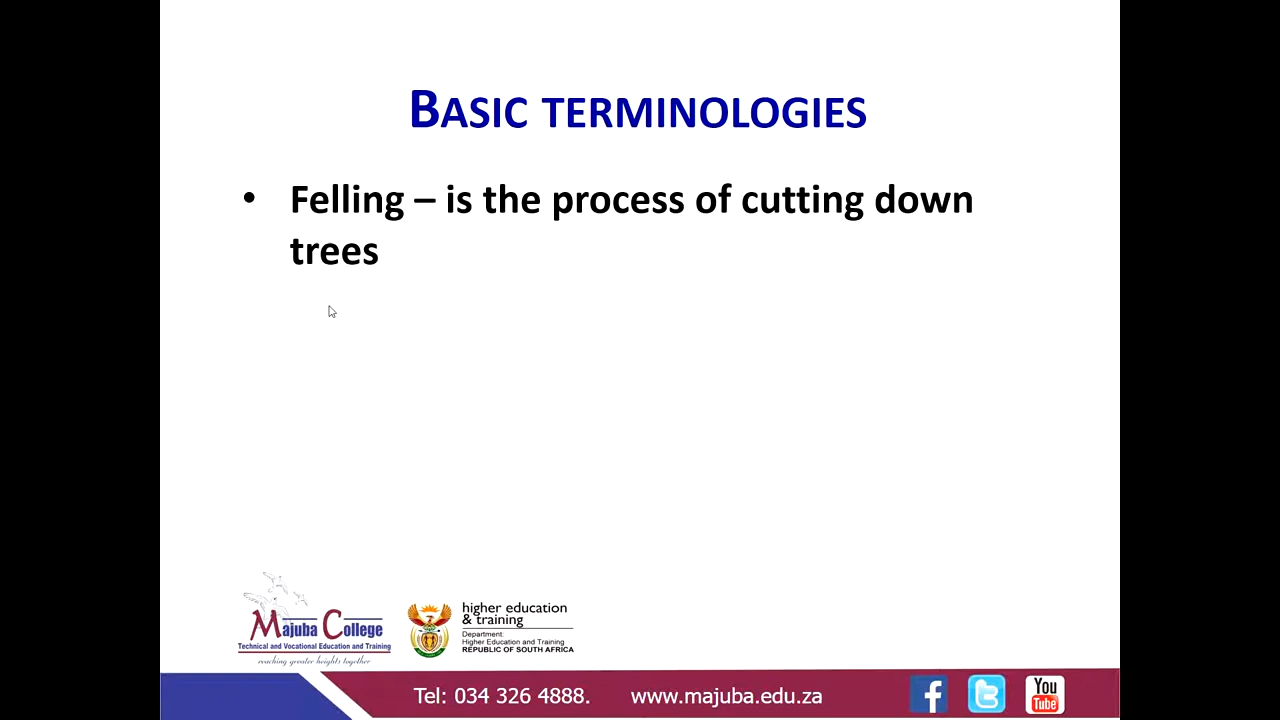 BASIC TERMINOLOGIES
• Felling – is the process of cutting down
trees
MAJUBA COLLEGE
Technical and Vocational Education and Training
reaching greater heights together
higher education
& training
Department:
Higher Education and Training
REPUBLIC OF SOUTH AFRICA
Tel: 034 326 4888. www.majuba.edu.za
You
Tube